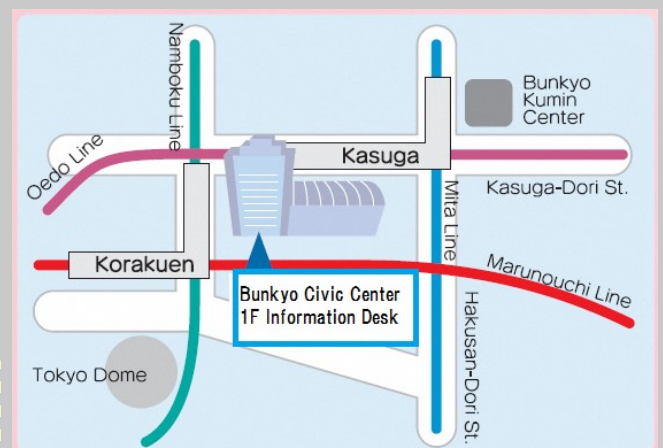 Namboku Line
Bunkyo
Kumin
Center
Oedo Line
Kasuga
Kasuga-Dori St.
Mita Line
Korakuen
Marunouchi Line
Bunkyo Civic Center
1F Information Desk
Hakusan-Dori St.
Tokyo Dome